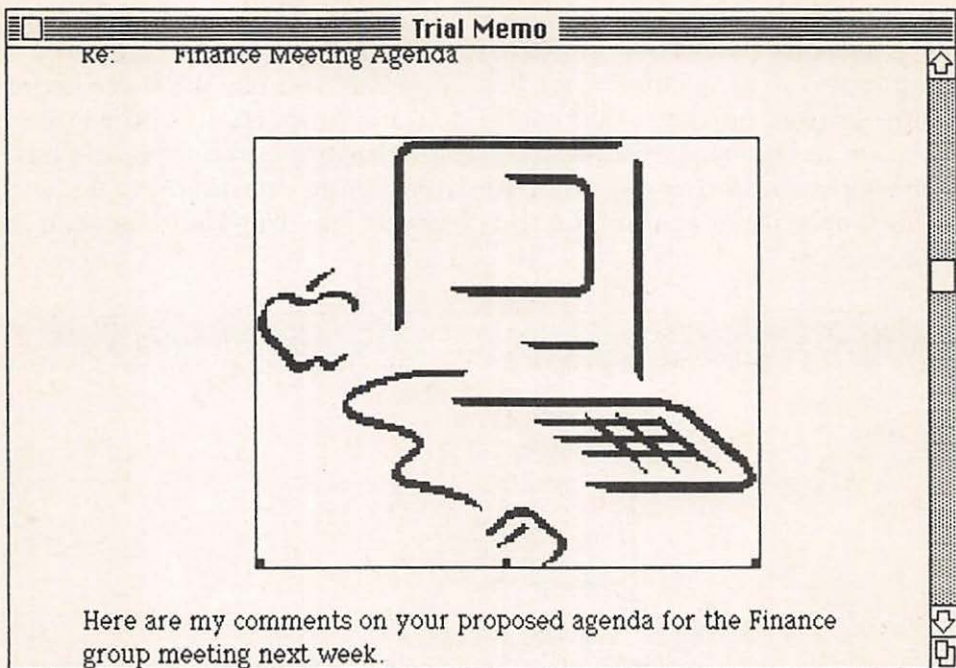 Trial Memo
Re: Finance Meeting Agenda
Here are my comments on your proposed agenda for the Finance
group meeting next week.